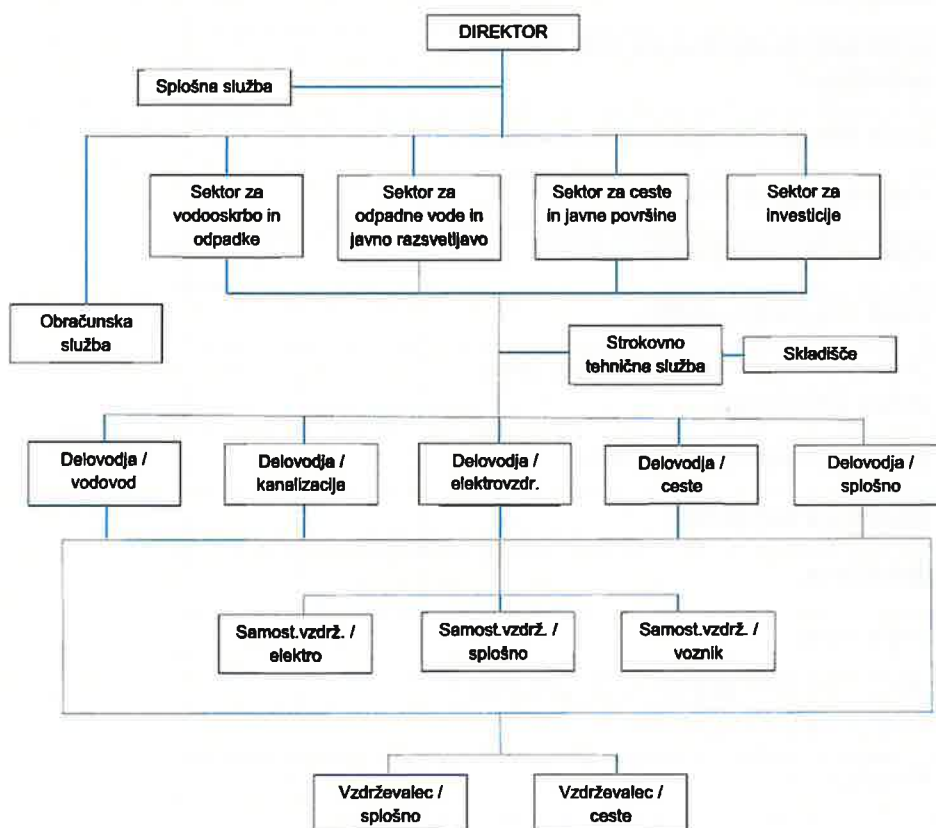 DIREKTOR
Splošna služba
Sektor za
vodooskrbo in
odpadke
Sektor za
odpadne vode in
javno razsvetljavo
Sektor za ceste
in javne površine
Sektor za
investicije
Obračunska
služba
Strokovno
tehnična služba
Skladišče
Delovodja /
vodovod
Delovodja /
kanalizacija
Delovodja /
elektrovzdr.
Delovodja /
ceste
Delovodja /
splošno
Samost.vzdrž. /
elektro
Samost.vzdrž. /
splošno
Samost.vzdrž. /
voznik
Vzdrževalec /
splošno
Vzdrževalec /
ceste